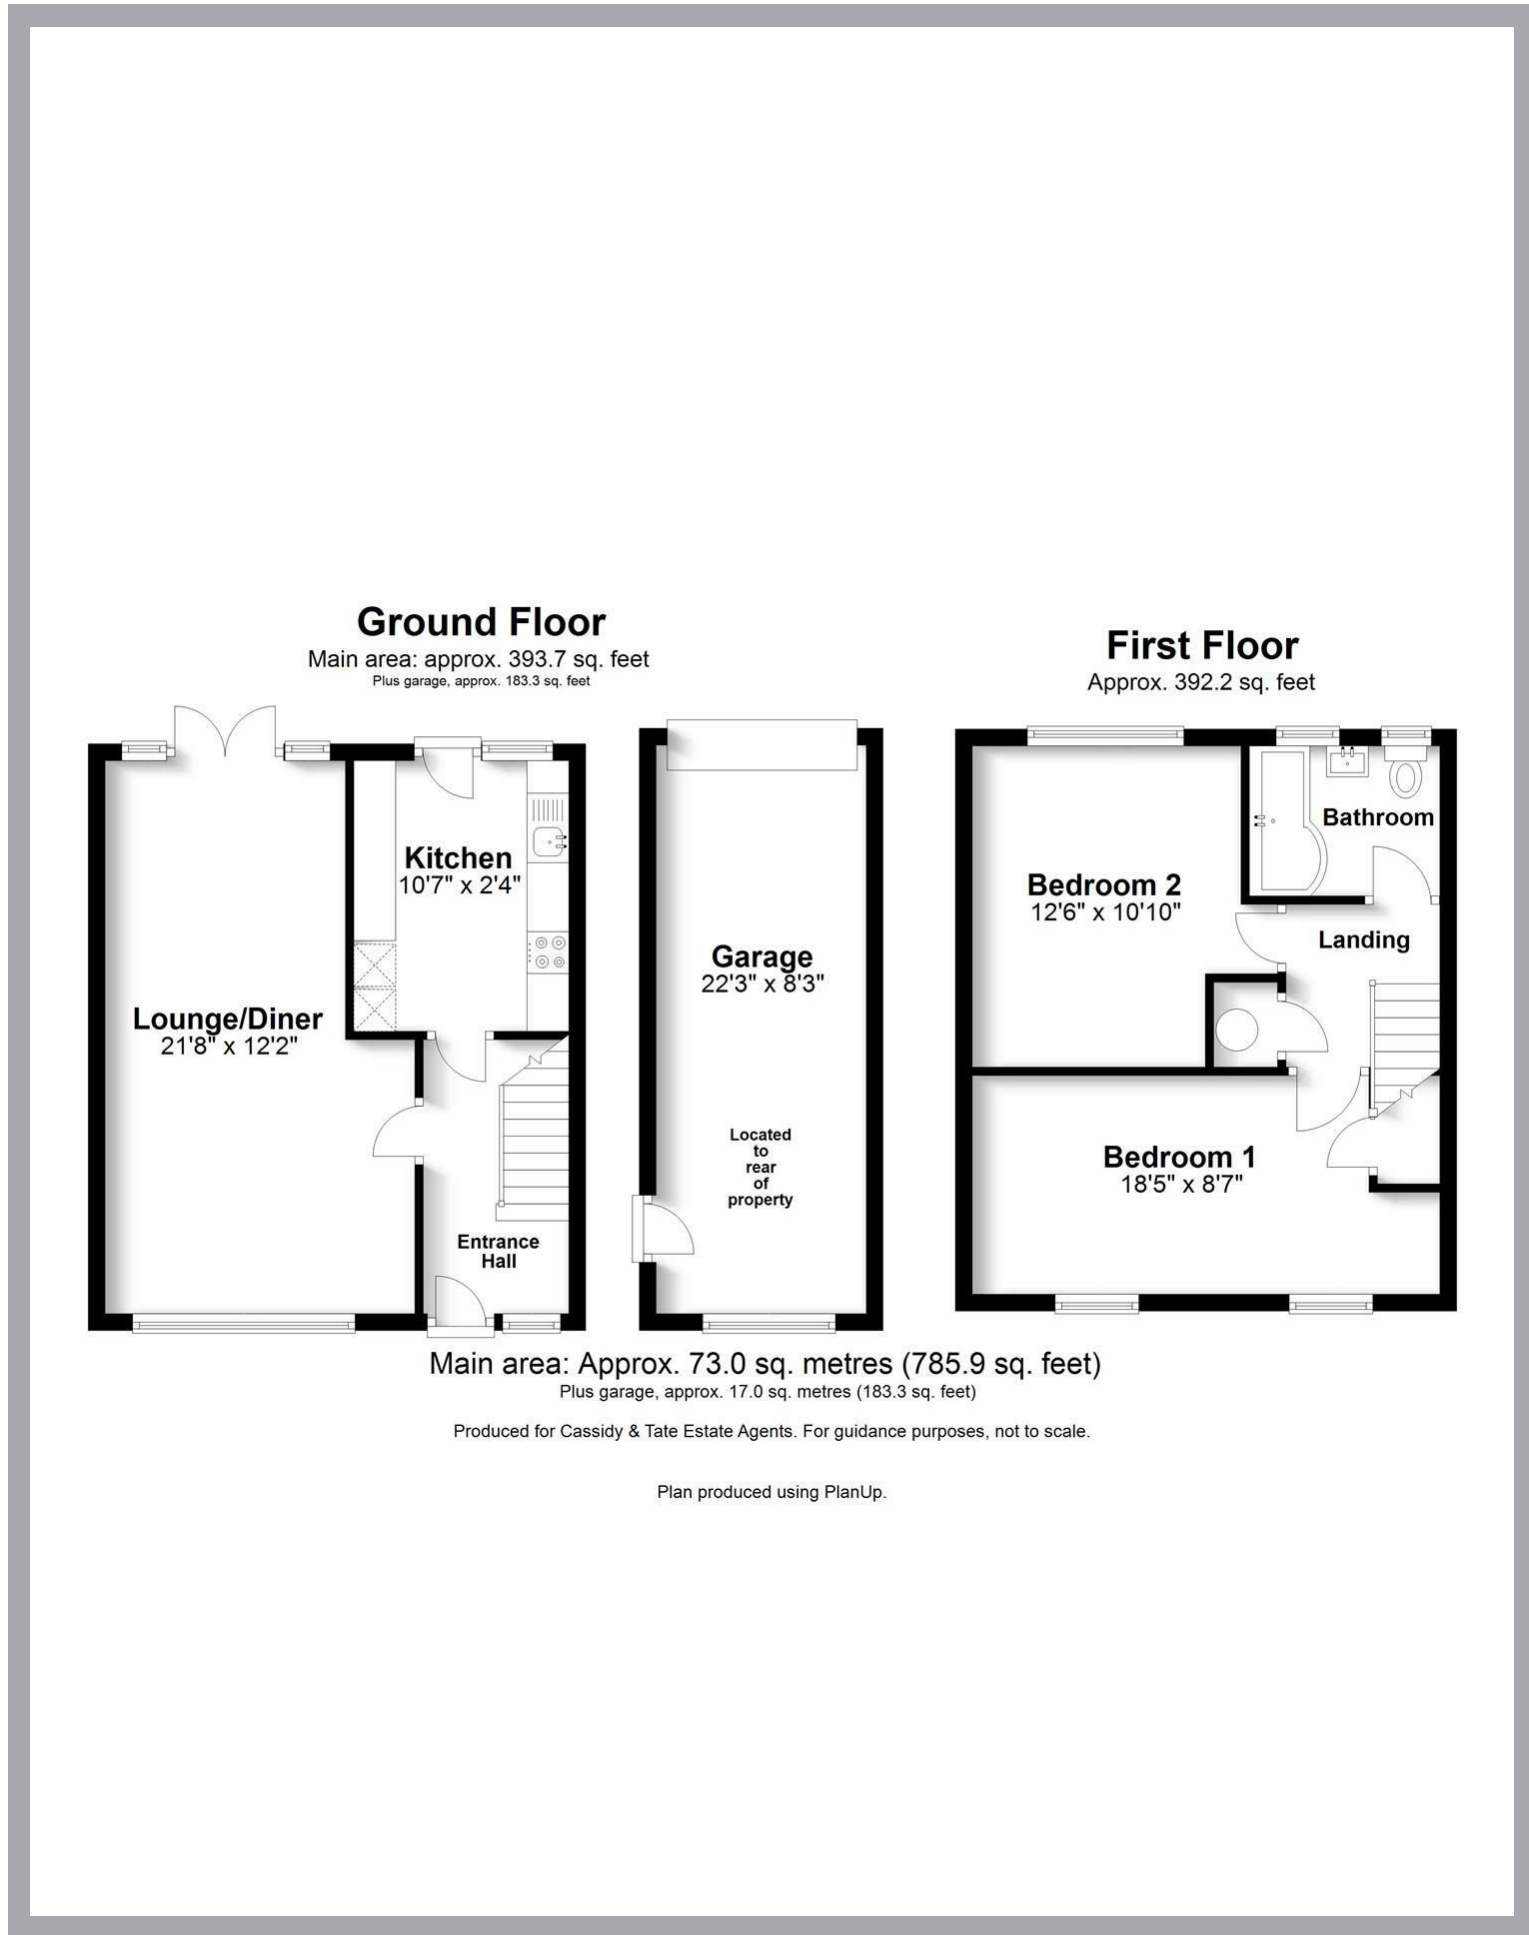 Ground Floor
Main area: approx. 393.7 sq. feet
Plus garage, approx. 183.3 sq. feet
First Floor
Approx. 392.2 sq. feet
Kitchen
10'7" x 2'4"
Lounge/Diner
21'8" x 12'2"
Entrance
Hall
Garage
22'3" x 8'3"
Located
to
rear
of
property
Bathroom
Bedroom 2
12'6" x 10'10"
Landing
Bedroom 1
18'5" x 8'7"
Main area: Approx. 73.0 sq. metres (785.9 sq. feet)
Plus garage, approx. 17.0 sq. metres (183.3 sq. feet)
Produced for Cassidy & Tate Estate Agents. For guidance purposes, not to scale.
Plan produced using PlanUp.